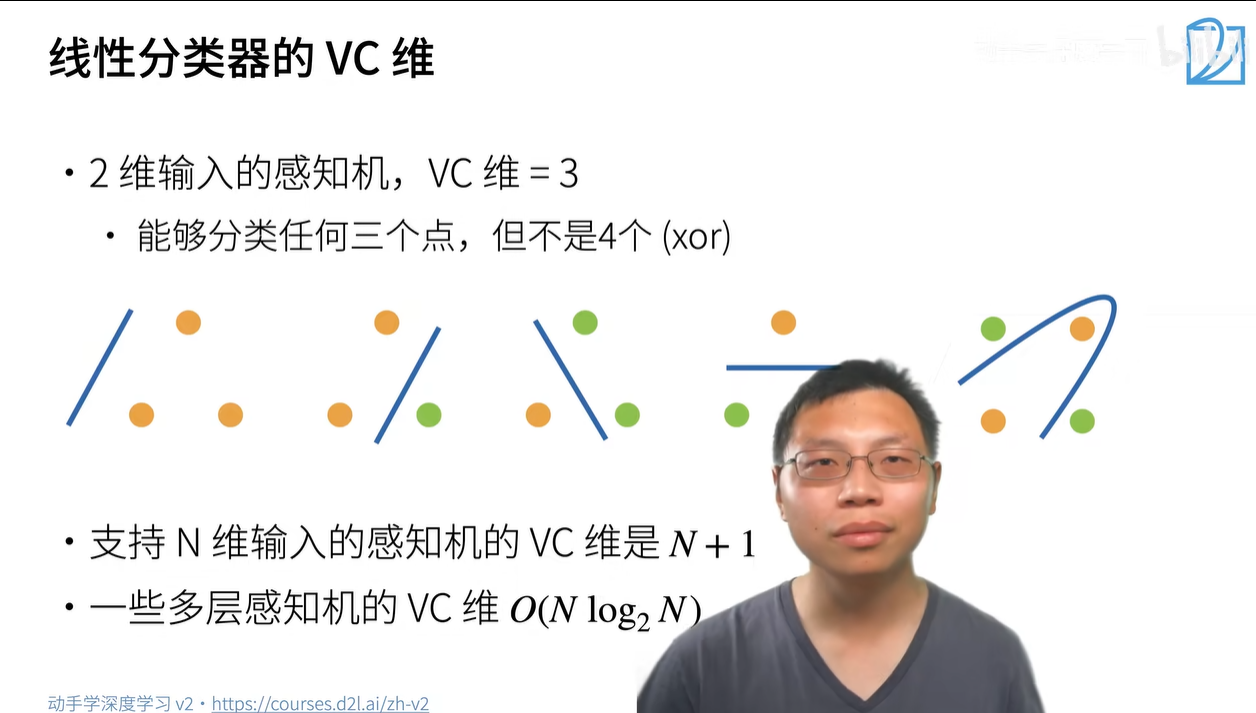 线性分类器的 VC 维
• 2 维输入的感知机，VC 维 = 3
• 能够分类任何三个点，但不是4个 (xor)
• 支持 N 维输入的感知机的 VC 维是 N + 1
• 一些多层感知机的 VC 维 O(N log₂ N)
动手学深度学习 v2 • https://courses.d2l.ai/zh-v2
bilibili